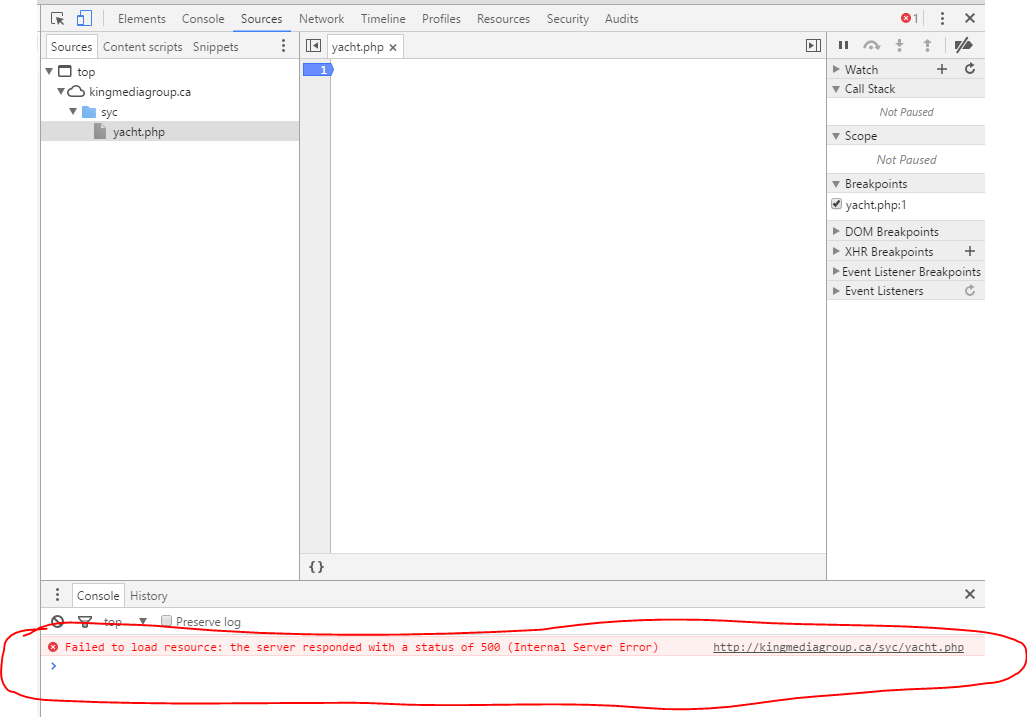 Elements Console Sources Network Timeline Profiles Resources Security Audits 1
Sources Content scripts Snippets
yacht.php
top
kingmediagroup.ca
syc
yacht.php
1
Watch
Call Stack
Not Paused
Scope
Not Paused
Breakpoints
yacht.php:1
DOM Breakpoints
XHR Breakpoints
Event Listener Breakpoints
Event Listeners
{}
Console History
top Preserve log
Failed to load resource: the server responded with a status of 500 (Internal Server Error) http://kingmediagroup.ca/syc/yacht.php